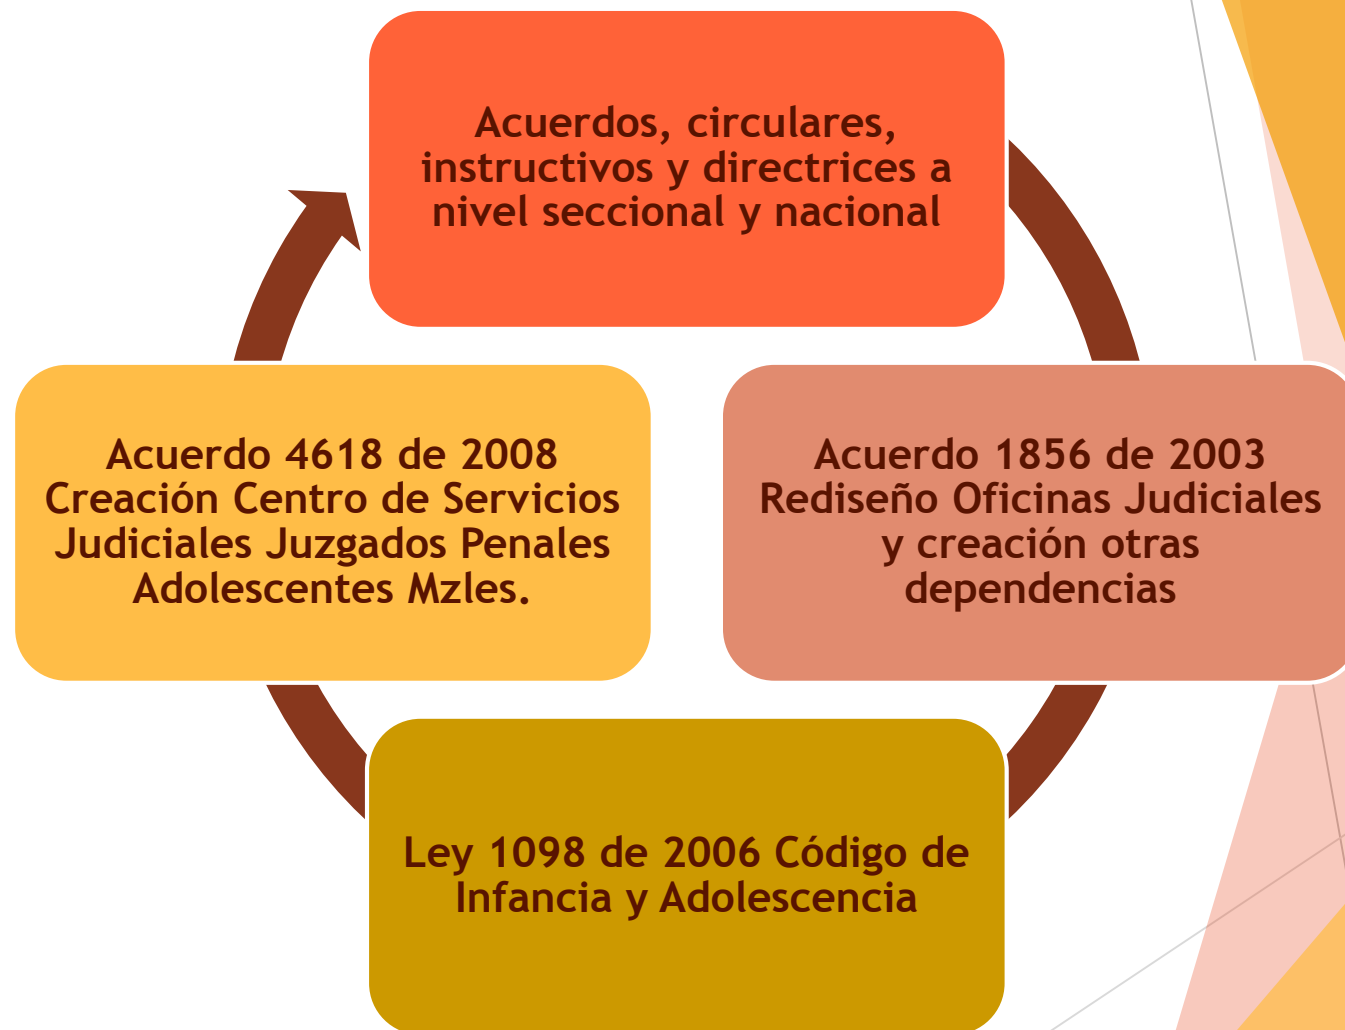 Acuerdos, circulares,
instructivos y directrices a
nivel seccional y nacional
Acuerdo 1856 de 2003
Rediseño Oficinas Judiciales
y creación otras
dependencias
Ley 1098 de 2006 Código de
Infancia y Adolescencia
Acuerdo 4618 de 2008
Creación Centro de Servicios
Judiciales Juzgados Penales
Adolescentes Mzles.